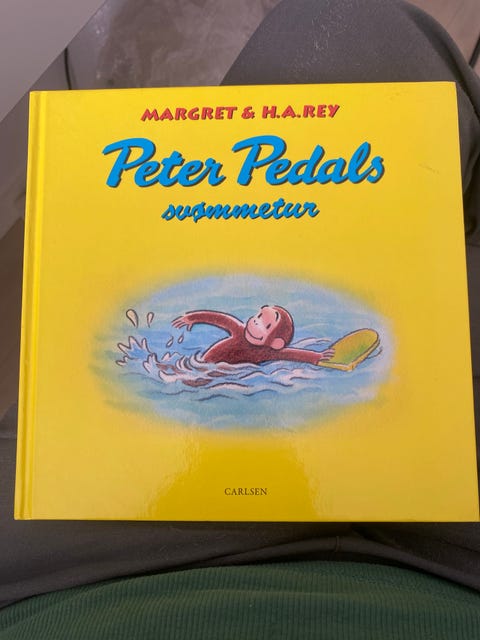 MARGRET & H.A.REY
Peter Pedals
svømmetur
CARLSEN